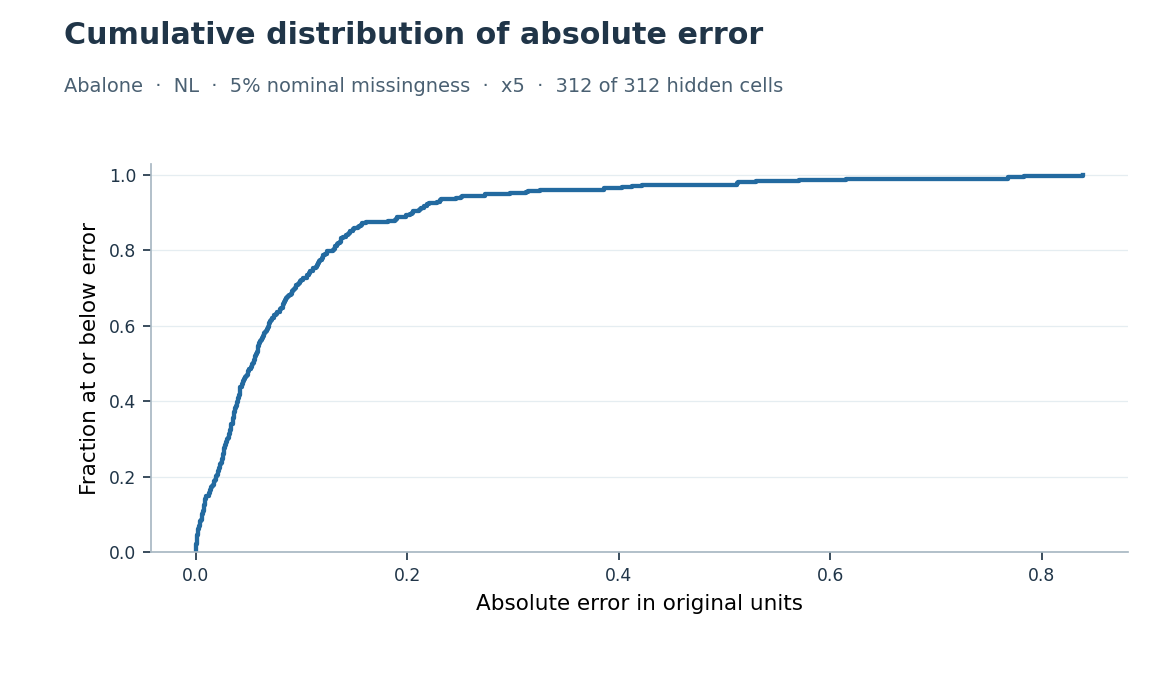 Cumulative distribution of absolute error
Abalone · NL · 5% nominal missingness · x5 · 312 of 312 hidden cells
1.0
0.8
0.6
0.4
0.2
0.0
Fraction at or below error
0.0 0.2 0.4 0.6 0.8
Absolute error in original units